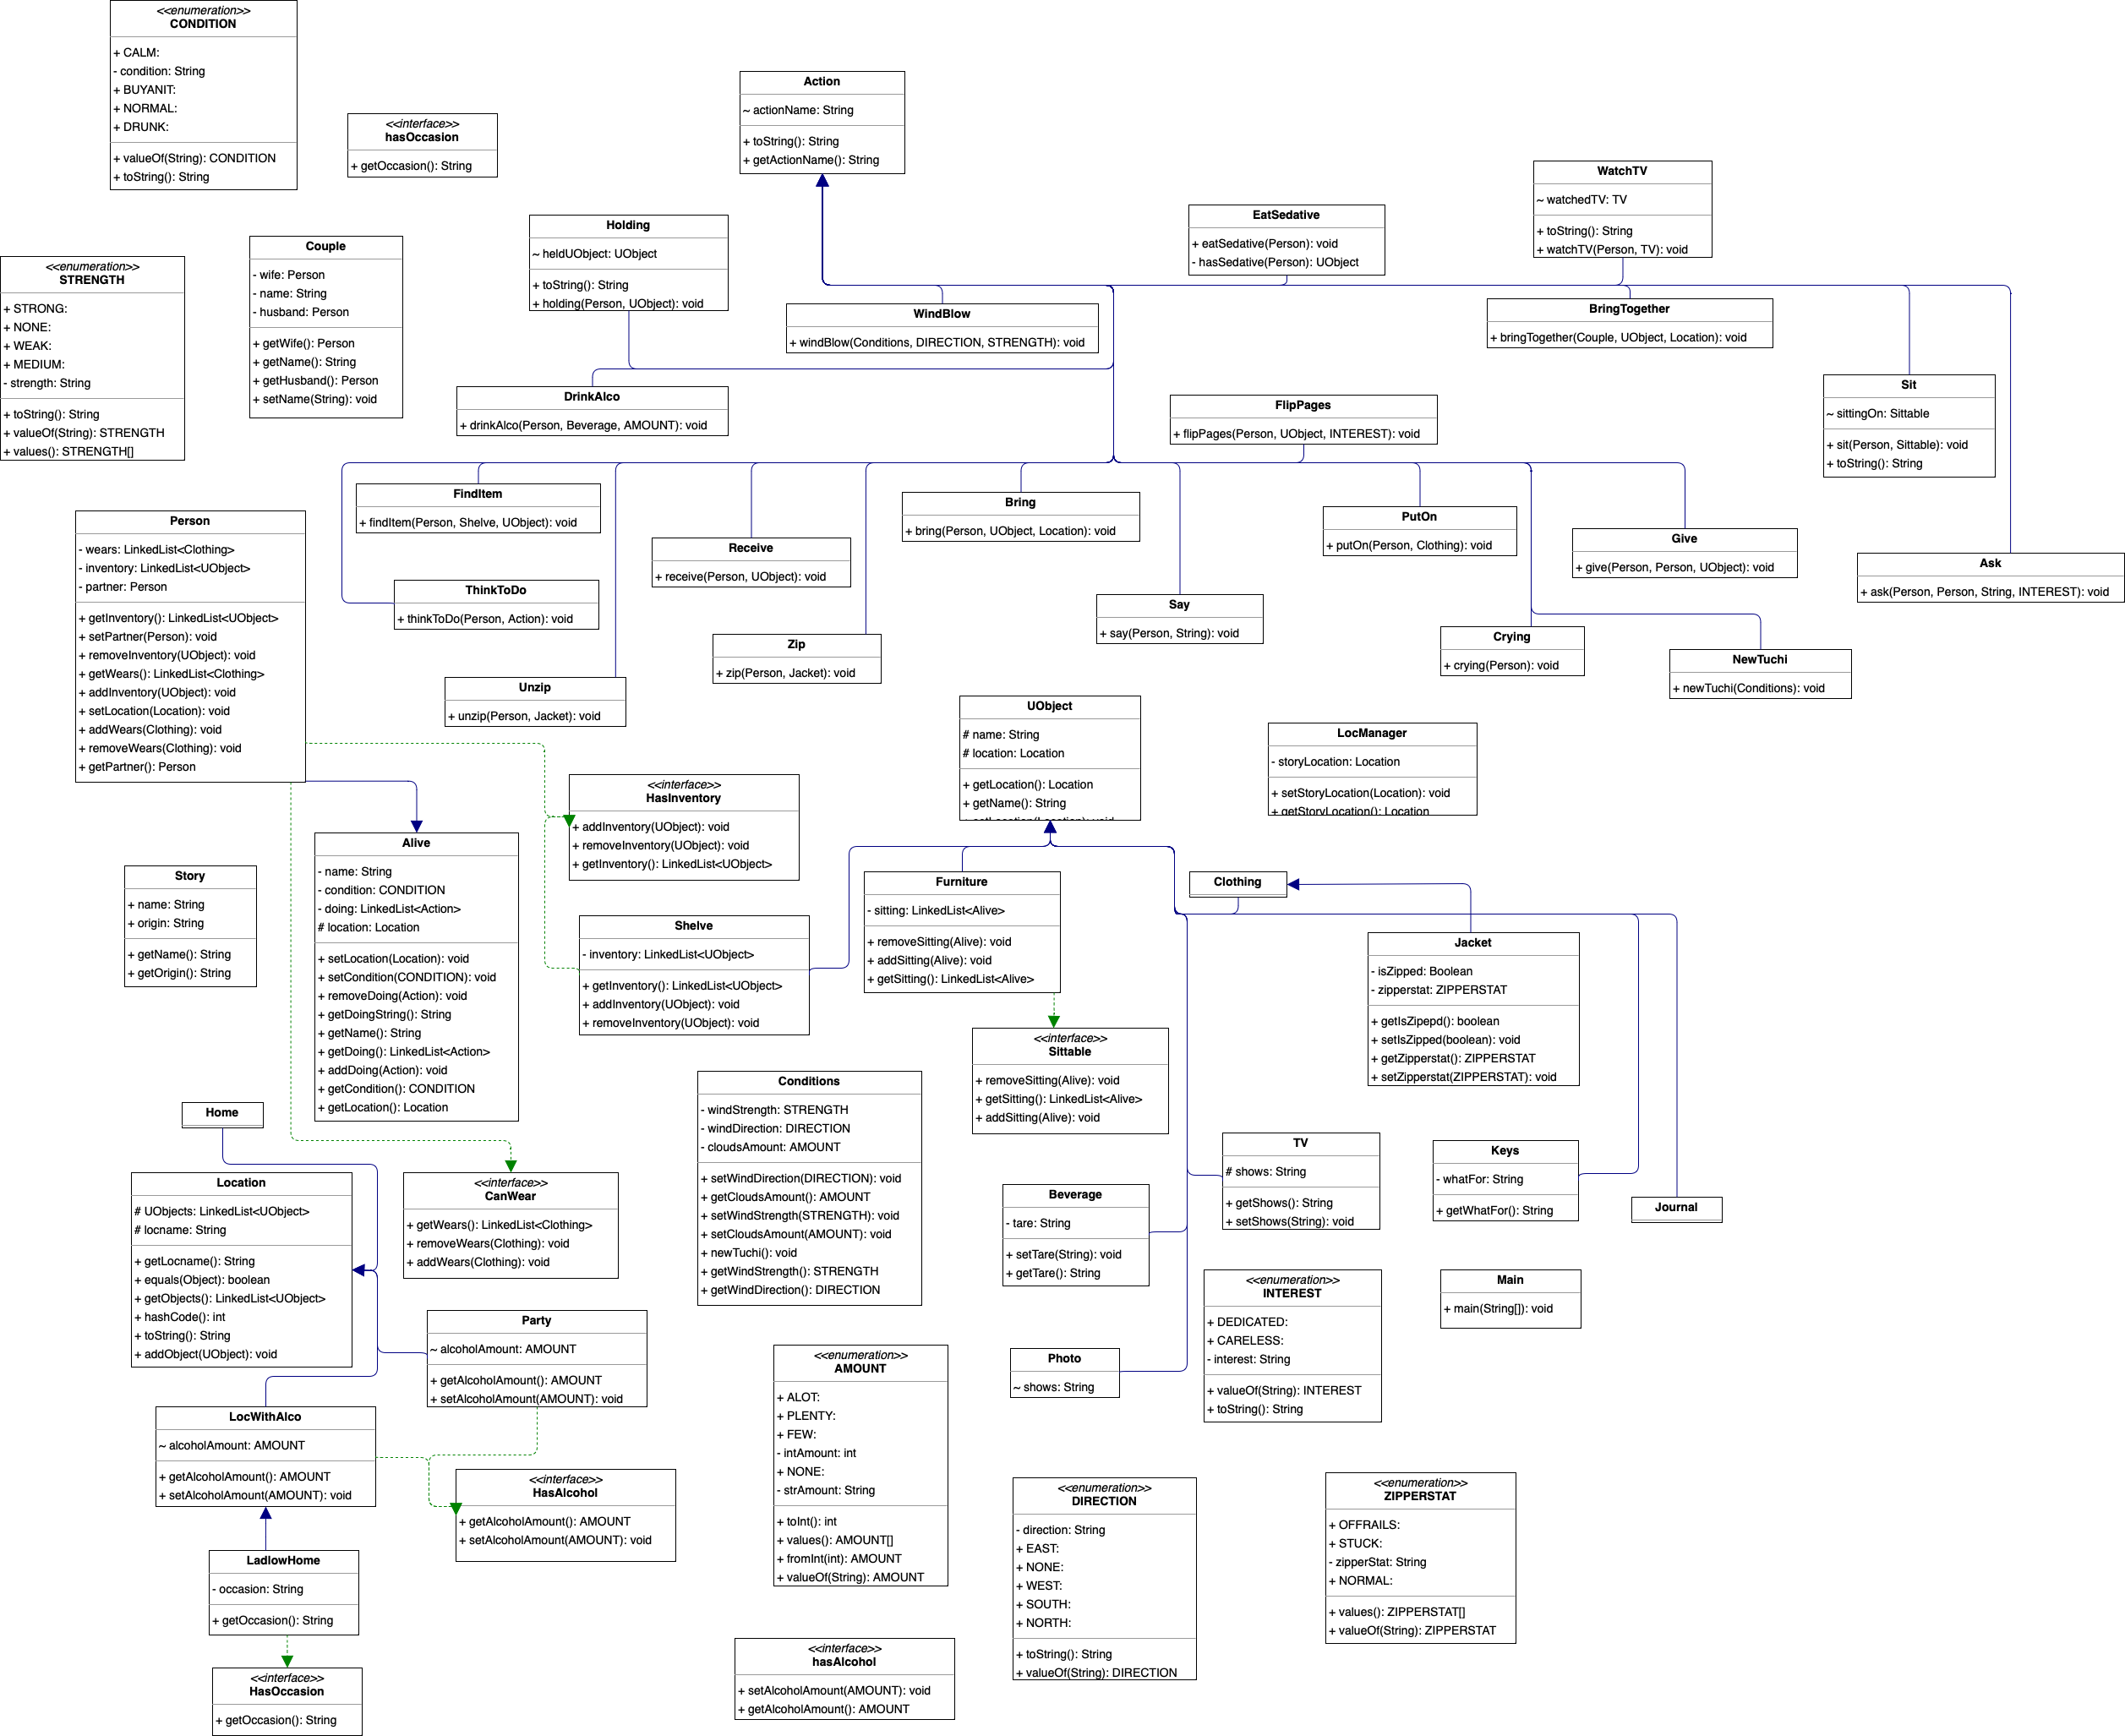 <<enumeration>>
CONDITION
+ CALM:
- condition: String
+ BUYANIT:
+ NORMAL:
+ DRUNK:
+ valueOf(String): CONDITION
+ toString(): String
<<interface>>
hasOccasion
+ getOccasion(): String
Action
~ actionName: String
+ toString(): String
+ getActionName(): String
WatchTV
~ watchedTV: TV
+ toString(): String
+ watchTV(Person, TV): void
EatSedative
+ eatSedative(Person): void
- hasSedative(Person): UObject
Holding
~ heldUObject: UObject
+ toString(): String
+ holding(Person, UObject): void
Couple
- wife: Person
- name: String
- husband: Person
+ getWife(): Person
+ getName(): String
+ getHusband(): Person
+ setName(String): void
<<enumeration>>
STRENGTH
+ STRONG:
+ NONE:
+ WEAK:
+ MEDIUM:
- strength: String
+ toString(): String
+ valueOf(String): STRENGTH
+ values(): STRENGTH[]
WindBlow
+ windBlow(Conditions, DIRECTION, STRENGTH): void
BringTogether
+ bringTogether(Couple, UObject, Location): void
Sit
~ sittingOn: Sittable
+ sit(Person, Sittable): void
+ toString(): String
DrinkAlco
+ drinkAlco(Person, Beverage, AMOUNT): void
FlipPages
+ flipPages(Person, UObject, INTEREST): void
FindItem
+ findItem(Person, Shelve, UObject): void
Bring
+ bring(Person, UObject, Location): void
PutOn
+ putOn(Person, Clothing): void
Give
+ give(Person, Person, UObject): void
Ask
+ ask(Person, Person, String, INTEREST): void
Receive
+ receive(Person, UObject): void
ThinkToDo
+ thinkToDo(Person, Action): void
Say
+ say(Person, String): void
Zip
+ zip(Person, Jacket): void
Crying
+ crying(Person): void
NewTuchi
+ newTuchi(Conditions): void
Unzip
+ unzip(Person, Jacket): void
Person
- wears: LinkedList<Clothing>
- inventory: LinkedList<UObject>
- partner: Person
+ getInventory(): LinkedList<UObject>
+ setPartner(Person): void
+ removeInventory(UObject): void
+ getWears(): LinkedList<Clothing>
+ addInventory(UObject): void
+ setLocation(Location): void
+ addWears(Clothing): void
+ removeWears(Clothing): void
+ getPartner(): Person
UObject
# name: String
# location: Location
+ getLocation(): Location
+ getName(): String
+ setLocation(Location): void
LocManager
- storyLocation: Location
+ setStoryLocation(Location): void
+ getStoryLocation(): Location
<<interface>>
HasInventory
+ addInventory(UObject): void
+ removeInventory(UObject): void
+ getInventory(): LinkedList<UObject>
Alive
- name: String
- condition: CONDITION
- doing: LinkedList<Action>
# location: Location
+ setLocation(Location): void
+ setCondition(CONDITION): void
+ removeDoing(Action): void
+ getDoingString(): String
+ getName(): String
+ getDoing(): LinkedList<Action>
+ addDoing(Action): void
+ getCondition(): CONDITION
+ getLocation(): Location
Story
+ name: String
+ origin: String
+ getName(): String
+ getOrigin(): String
Furniture
- sitting: LinkedList<Alive>
+ removeSitting(Alive): void
+ addSitting(Alive): void
+ getSitting(): LinkedList<Alive>
Clothing
Shelve
- inventory: LinkedList<UObject>
+ getInventory(): LinkedList<UObject>
+ addInventory(UObject): void
+ removeInventory(UObject): void
Jacket
- isZipped: Boolean
- zipperstat: ZIPPERSTAT
+ getIsZipepd(): boolean
+ setIsZipped(boolean): void
+ getZipperstat(): ZIPPERSTAT
+ setZipperstat(ZIPPERSTAT): void
<<interface>>
Sittable
+ removeSitting(Alive): void
+ getSitting(): LinkedList<Alive>
+ addSitting(Alive): void
Conditions
- windStrength: STRENGTH
- windDirection: DIRECTION
- cloudsAmount: AMOUNT
+ setWindDirection(DIRECTION): void
+ getCloudsAmount(): AMOUNT
+ setWindStrength(STRENGTH): void
+ setCloudsAmount(AMOUNT): void
+ newTuchi(): void
+ getWindStrength(): STRENGTH
+ getWindDirection(): DIRECTION
Home
TV
# shows: String
+ getShows(): String
+ setShows(String): void
Keys
- whatFor: String
+ getWhatFor(): String
Journal
Location
# UObjects: LinkedList<UObject>
# locname: String
+ getLocname(): String
+ equals(Object): boolean
+ getObjects(): LinkedList<UObject>
+ hashCode(): int
+ toString(): String
+ addObject(UObject): void
<<interface>>
CanWear
+ getWears(): LinkedList<Clothing>
+ removeWears(Clothing): void
+ addWears(Clothing): void
Beverage
- tare: String
+ setTare(String): void
+ getTare(): String
<<enumeration>>
INTEREST
+ DEDICATED:
+ CARELESS:
- interest: String
+ valueOf(String): INTEREST
+ toString(): String
Main
+ main(String[]): void
Party
~ alcoholAmount: AMOUNT
+ getAlcoholAmount(): AMOUNT
+ setAlcoholAmount(AMOUNT): void
<<enumeration>>
AMOUNT
+ ALOT:
+ PLENTY:
+ FEW:
- intAmount: int
+ NONE:
- strAmount: String
+ toInt(): int
+ values(): AMOUNT[]
+ fromInt(int): AMOUNT
+ valueOf(String): AMOUNT
Photo
~ shows: String
LocWithAlco
~ alcoholAmount: AMOUNT
+ getAlcoholAmount(): AMOUNT
+ setAlcoholAmount(AMOUNT): void
<<interface>>
HasAlcohol
+ getAlcoholAmount(): AMOUNT
+ setAlcoholAmount(AMOUNT): void
<<enumeration>>
DIRECTION
- direction: String
+ EAST:
+ NONE:
+ WEST:
+ SOUTH:
+ NORTH:
+ toString(): String
+ valueOf(String): DIRECTION
<<enumeration>>
ZIPPERSTAT
+ OFFRAILS:
+ STUCK:
- zipperStat: String
+ NORMAL:
+ values(): ZIPPERSTAT[]
+ valueOf(String): ZIPPERSTAT
LadlowHome
- occasion: String
+ getOccasion(): String
<<interface>>
hasAlcohol
+ setAlcoholAmount(AMOUNT): void
+ getAlcoholAmount(): AMOUNT
<<interface>>
HasOccasion
+ getOccasion(): String